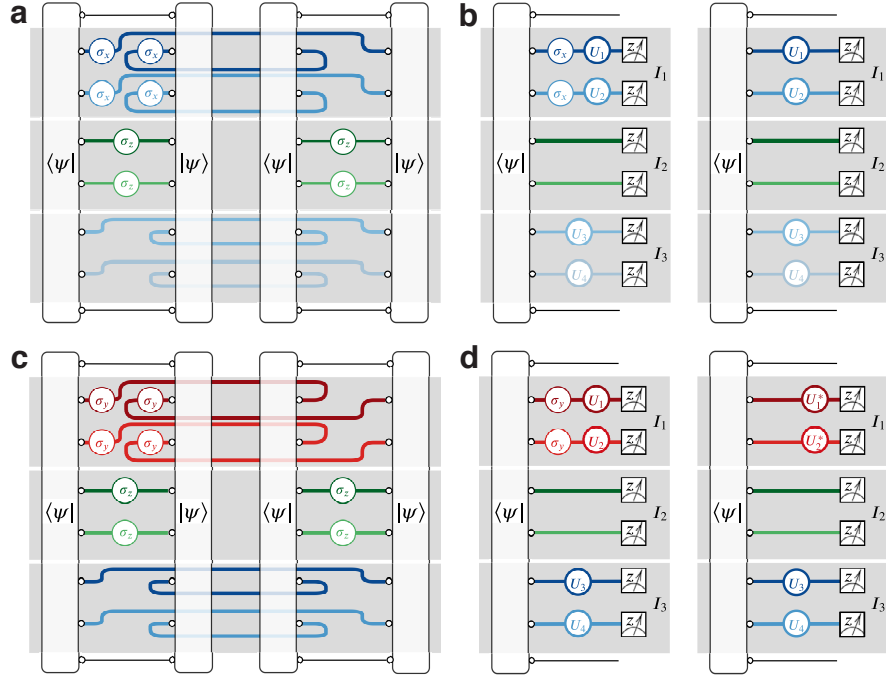 a
b
σx σx
σx σx
⟨ψ| |ψ⟩ ⟨ψ| |ψ⟩
σz σz
σz σz
σx U1 z U1 z
I1 I1
σx U2 z U2 z
z z
⟨ψ| I2 ⟨ψ| I2
z z
U3 z U3 z
I3 I3
U4 z U4 z
c
d
σy σy
σy σy
σz σz
⟨ψ| |ψ⟩ ⟨ψ| |ψ⟩
σz σz
σy U1 z U1* z
I1 I1
σy U2 z U2* z
z z
⟨ψ| I2 ⟨ψ| I2
z z
U3 z U3 z
I3 I3
U4 z U4 z